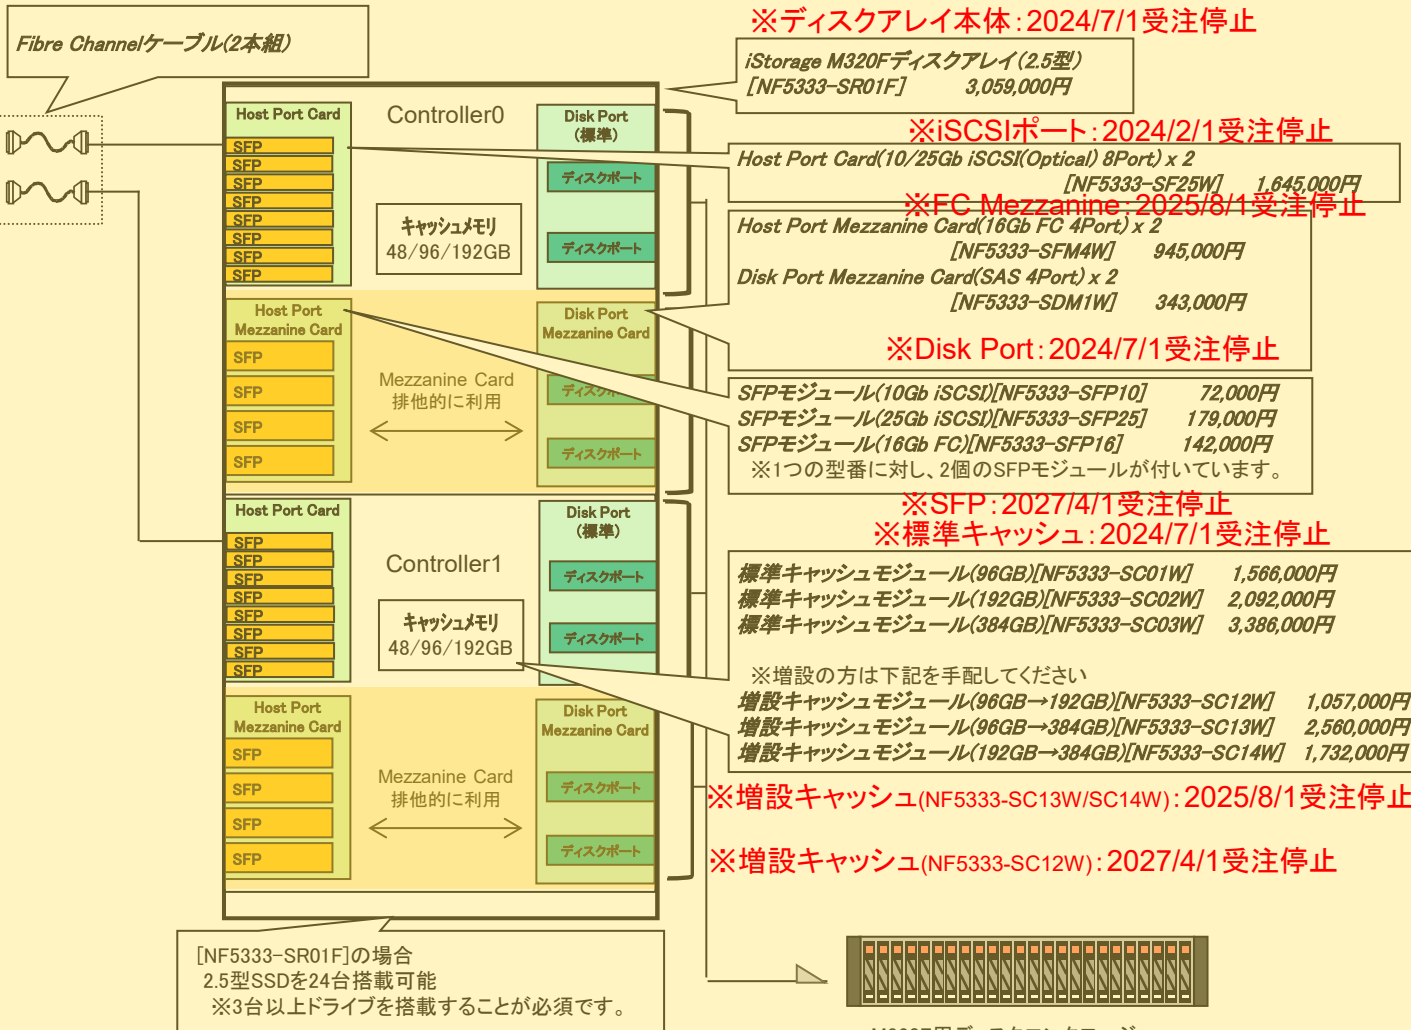 ※ディスクアレイ本体：2024/7/1受注停止
Fibre Channelケーブル(2本組)
iStorage M320Fディスクアレイ(2.5型)
[NF5333-SR01F] 3,059,000円
※iSCSIポート：2024/2/1受注停止
Host Port Card(10/25Gb iSCSI(Optical) 8Port) x 2
[NF5333-SF25W] 1,645,000円
※FC Mezzanine：2025/8/1受注停止
Host Port Mezzanine Card(16Gb FC 4Port) x 2
[NF5333-SFM4W] 945,000円
Disk Port Mezzanine Card(SAS 4Port) x 2
[NF5333-SDM1W] 343,000円
※Disk Port：2024/7/1受注停止
SFPモジュール(10Gb iSCSI)[NF5333-SFP10] 72,000円
SFPモジュール(25Gb iSCSI)[NF5333-SFP25] 179,000円
SFPモジュール(16Gb FC)[NF5333-SFP16] 142,000円
※1つの型番に対し、2個のSFPモジュールが付いています。
※SFP：2027/4/1受注停止
※標準キャッシュ：2024/7/1受注停止
標準キャッシュモジュール(96GB)[NF5333-SC01W] 1,566,000円
標準キャッシュモジュール(192GB)[NF5333-SC02W] 2,092,000円
標準キャッシュモジュール(384GB)[NF5333-SC03W] 3,386,000円
※増設の方は下記を手配してください
増設キャッシュモジュール(96GB→192GB)[NF5333-SC12W] 1,057,000円
増設キャッシュモジュール(96GB→384GB)[NF5333-SC13W] 2,560,000円
増設キャッシュモジュール(192GB→384GB)[NF5333-SC14W] 1,732,000円
※増設キャッシュ(NF5333-SC13W/SC14W)：2025/8/1受注停止
※増設キャッシュ(NF5333-SC12W)：2027/4/1受注停止
Host Port Card
SFP
SFP
SFP
SFP
SFP
SFP
SFP
SFP
Controller0
キャッシュメモリ
48/96/192GB
Disk Port
(標準)
ディスクポート
ディスクポート
Host Port
Mezzanine Card
SFP
SFP
SFP
SFP
Mezzanine Card
排他的に利用
Disk Port
Mezzanine Card
ディスクポート
ディスクポート
Host Port Card
SFP
SFP
SFP
SFP
SFP
SFP
SFP
SFP
Controller1
キャッシュメモリ
48/96/192GB
Disk Port
(標準)
ディスクポート
ディスクポート
Host Port
Mezzanine Card
SFP
SFP
SFP
SFP
Mezzanine Card
排他的に利用
Disk Port
Mezzanine Card
ディスクポート
ディスクポート
[NF5333-SR01F]の場合
2.5型SSDを24台搭載可能
※3台以上ドライブを搭載することが必須です。